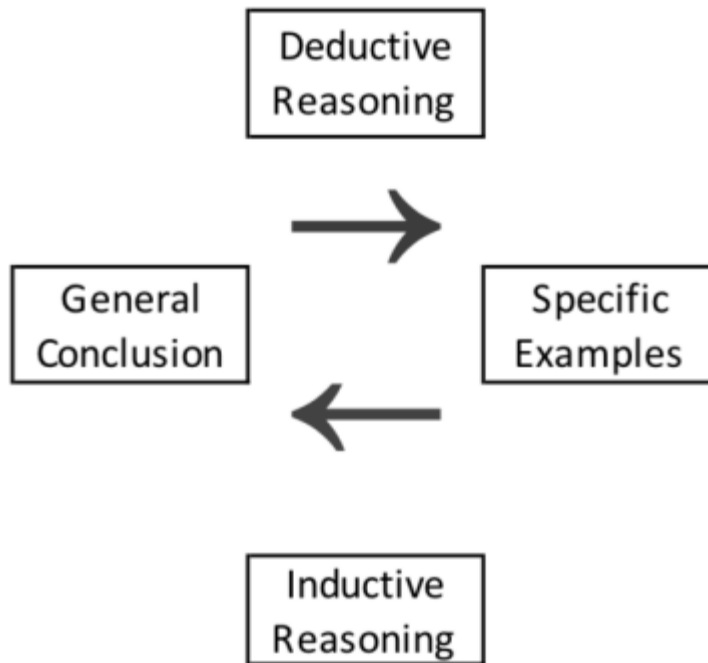 Deductive
Reasoning
General
Conclusion
Specific
Examples
Inductive
Reasoning